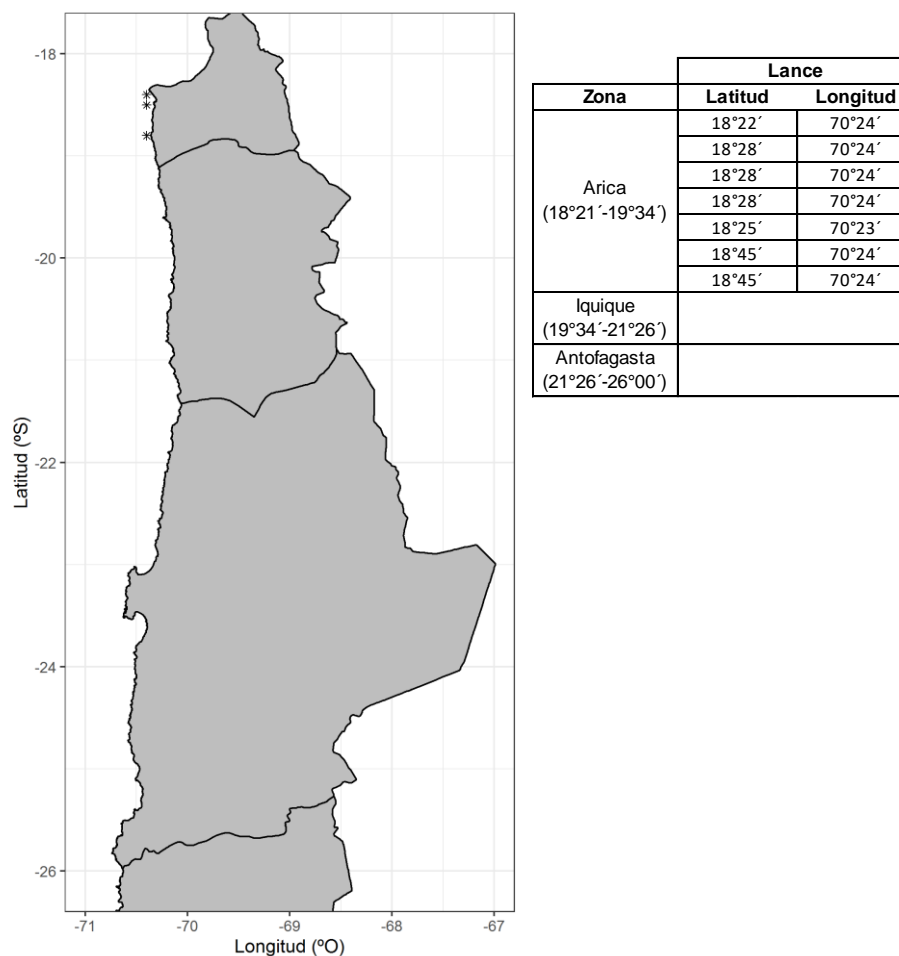 -18
-20
-22
-24
-26
Latitud (ºS)
-71 -70 -69 -68 -67
Longitud (ºO)
Lance
Zona Latitud Longitud
Arica
(18°21´-19°34´)
18°22´ 70°24´
18°28´ 70°24´
18°28´ 70°24´
18°28´ 70°24´
18°25´ 70°23´
18°45´ 70°24´
18°45´ 70°24´
Iquique
(19°34´-21°26´)
Antofagasta
(21°26´-26°00´)